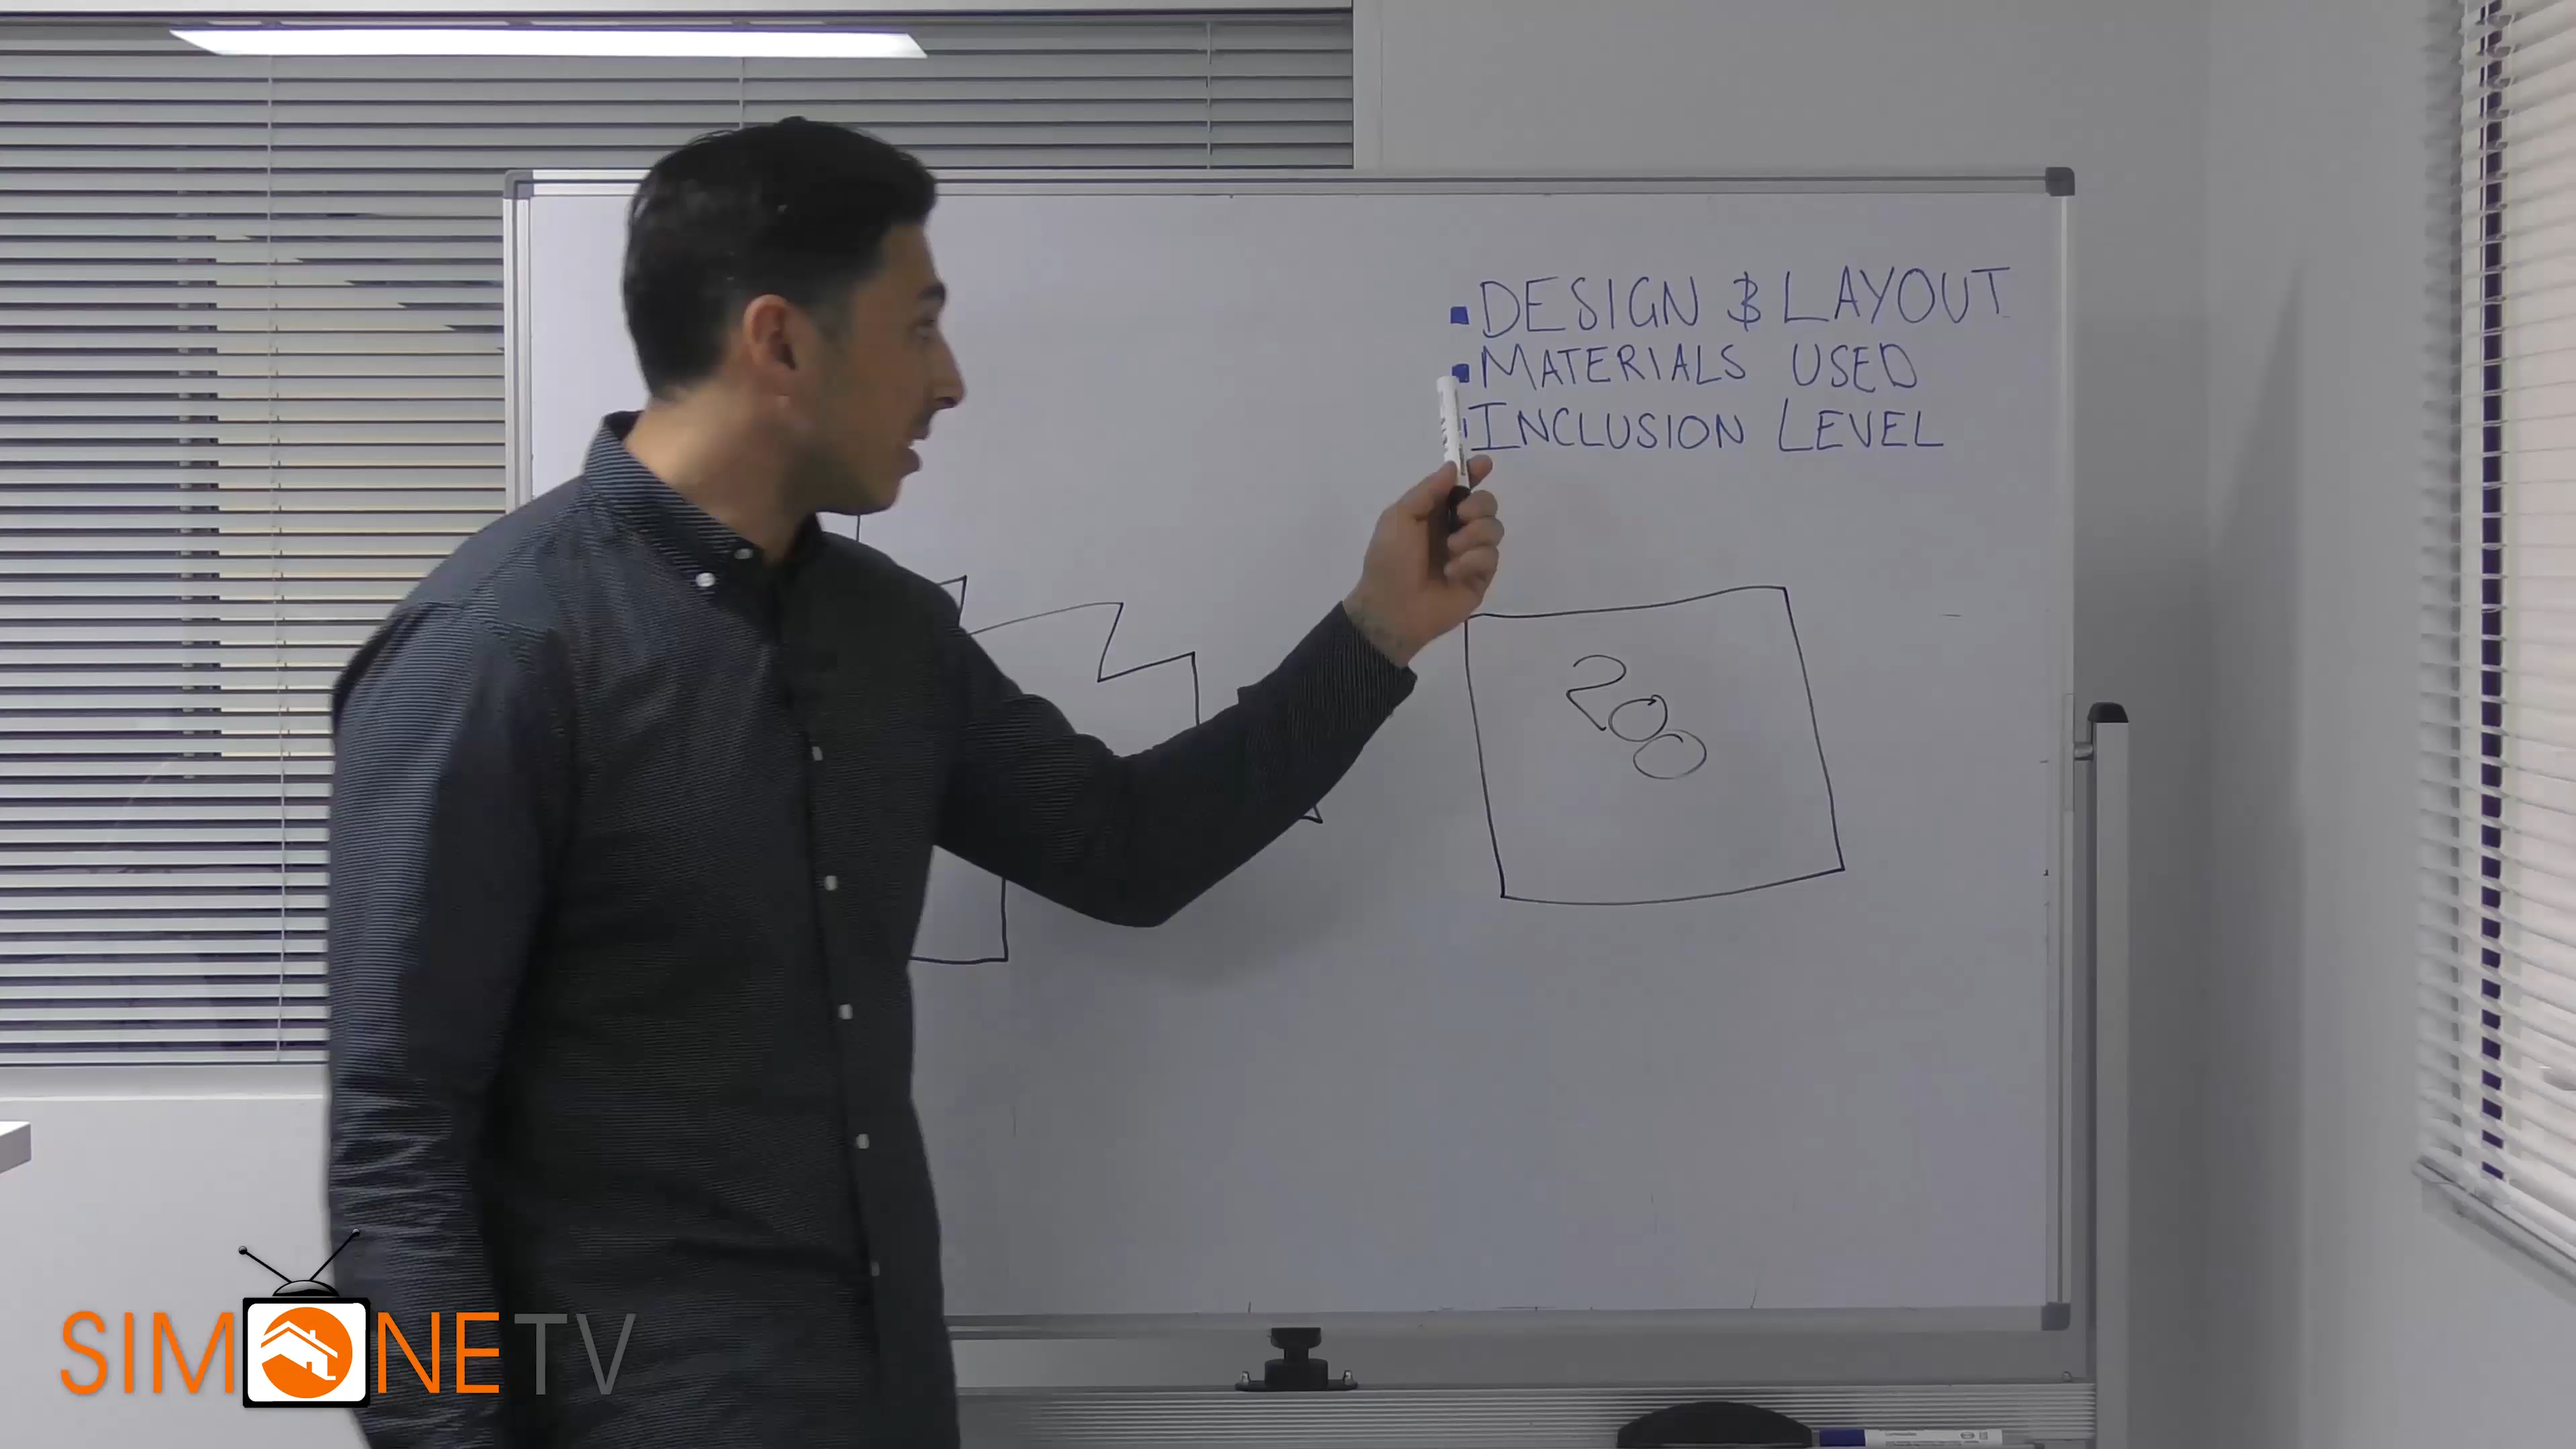 DESIGN & LAYOUT
MATERIALS USED
INCLUSION LEVEL
200
SIMONETV